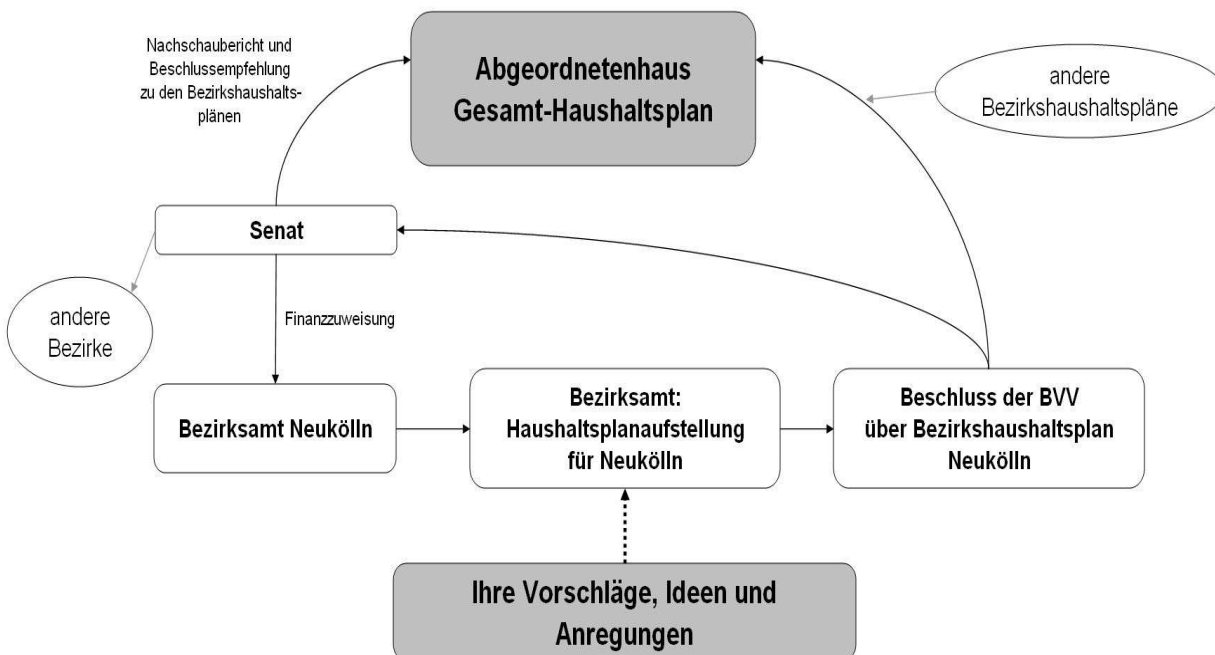 Nachschaubericht und
Beschlussempfehlung
zu den Bezirkshaushalts-
plänen
Abgeordnetenhaus
Gesamt-Haushaltsplan
andere
Bezirkshaushaltspläne
Senat
andere
Bezirke
Finanzzuweisung
Bezirksamt Neukölln
Bezirksamt:
Haushaltsplanaufstellung
für Neukölln
Beschluss der BVV
über Bezirkshaushaltsplan
Neukölln
Ihre Vorschläge, Ideen und
Anregungen